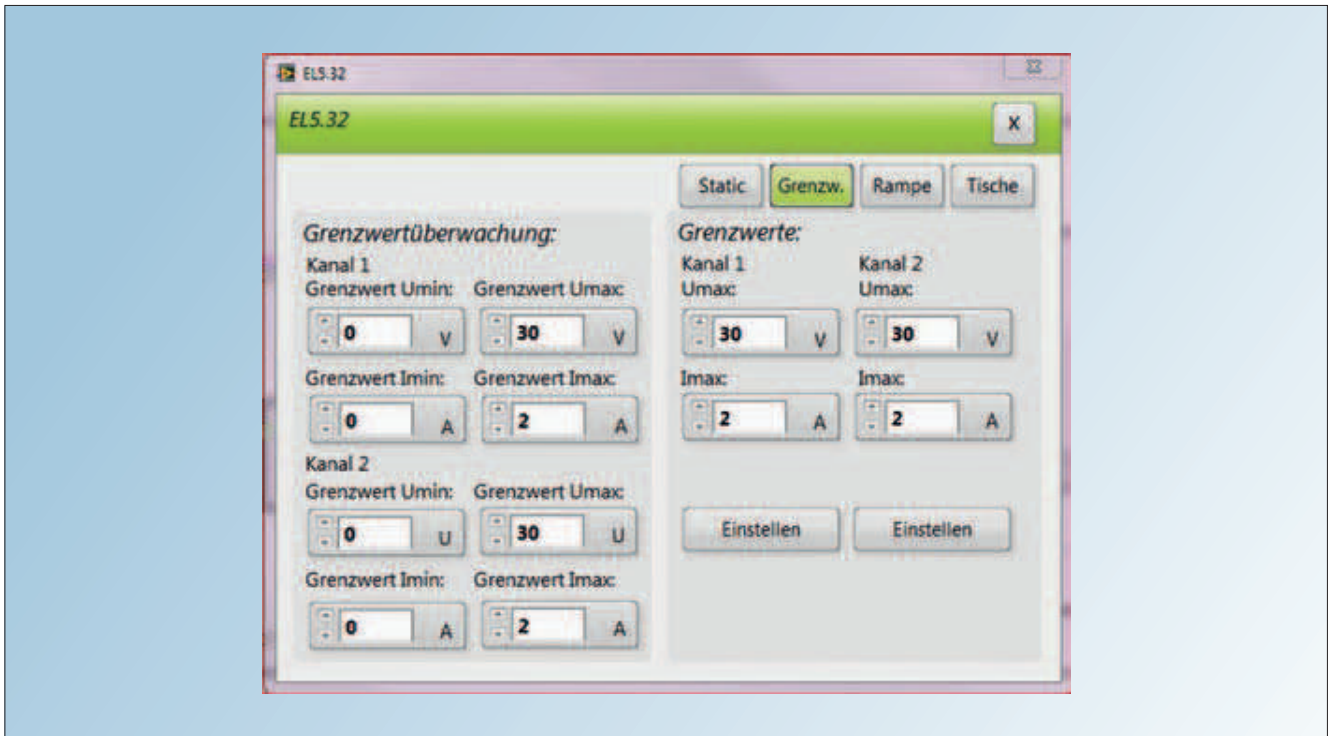 EL5.32
EL5.32
X
Static Grenzw. Rampe Tische
Grenzwertüberwachung:
Kanal 1
Grenzwert Umin: Grenzwert Umax:
0 V 30 V
Grenzwert Imin: Grenzwert Imax:
0 A 2 A
Kanal 2
Grenzwert Umin: Grenzwert Umax:
0 U 30 U
Grenzwert Imin: Grenzwert Imax:
0 A 2 A
Grenzwerte:
Kanal 1 Kanal 2
Umax: Umax:
30 V 30 V
Imax: Imax:
2 A 2 A
Einstellen Einstellen